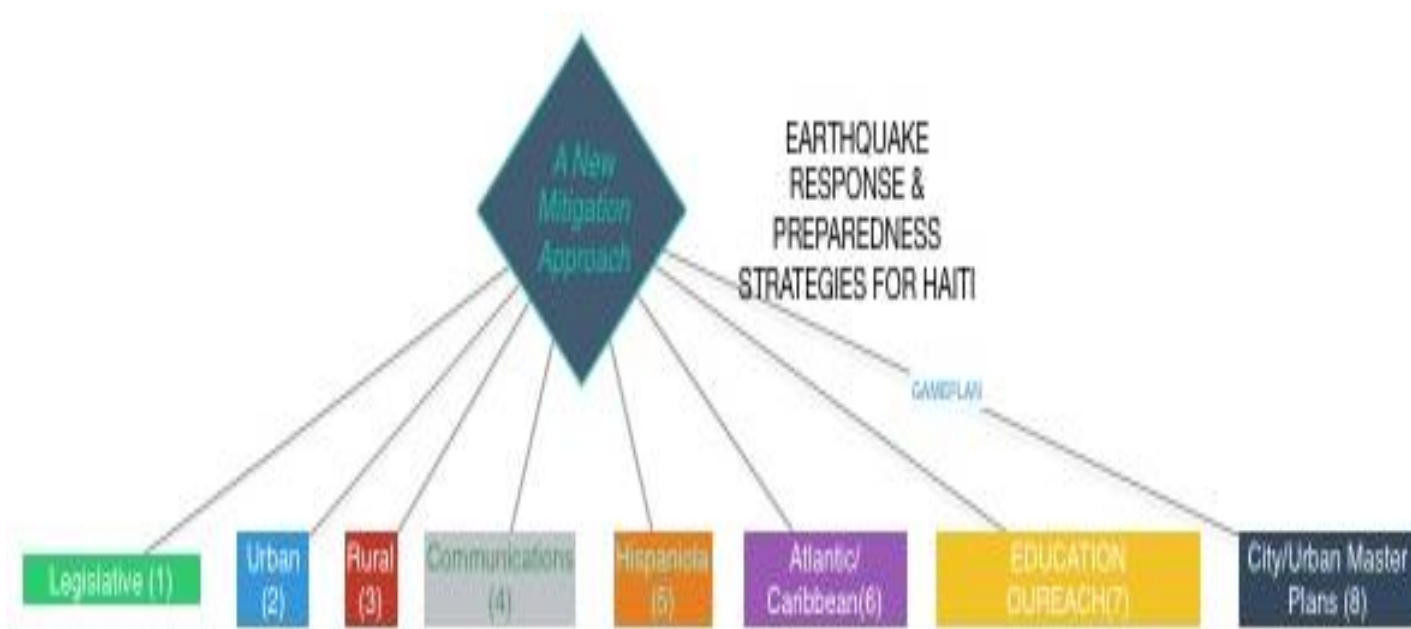 A New
Mitigation
Approach
EARTHQUAKE
RESPONSE &
PREPAREDNESS
STRATEGIES FOR HAITI
GAMEPLAN
Legislative (1)
Urban
(2)
Rural
(3)
Communications
(4)
Hispaniola
(5)
Atlantic/
Caribbean(6)
EDUCATION
OUREACH(7)
City/Urban Master
Plans (8)